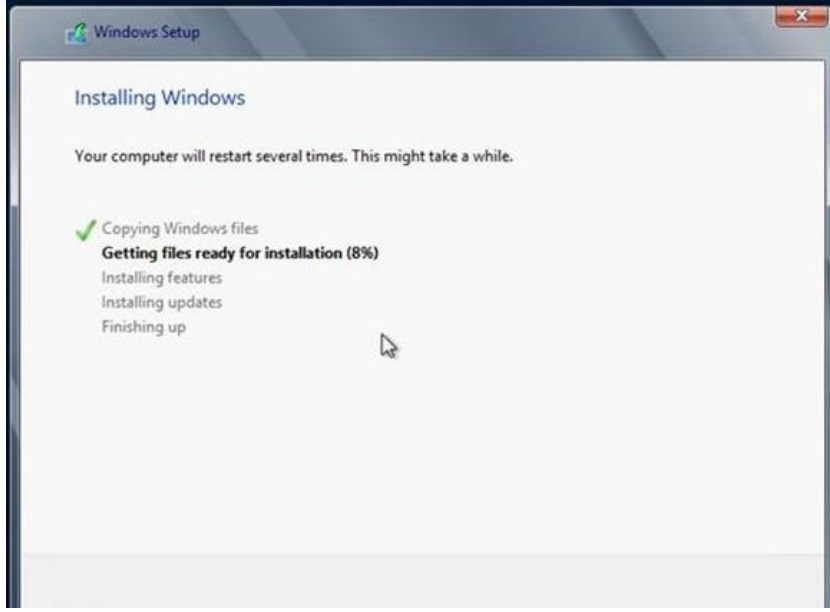 Windows Setup
Installing Windows
Your computer will restart several times. This might take a while.
Copying Windows files
Getting files ready for installation (8%)
Installing features
Installing updates
Finishing up